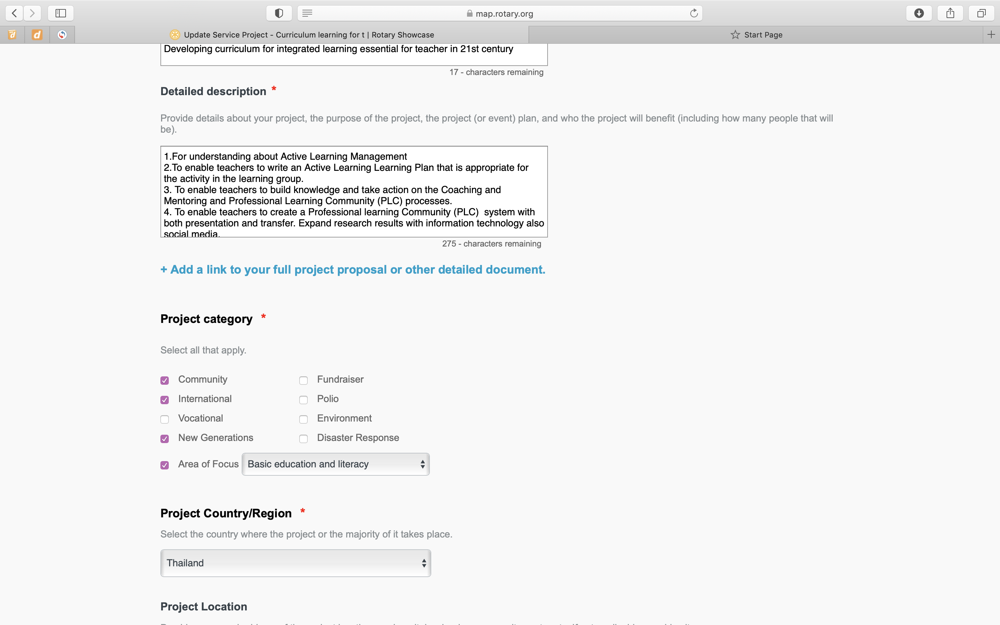 map.rotary.org
Update Service Project - Curriculum learning for t | Rotary Showcase
Start Page
Developing curriculum for integrated learning essential for teacher in 21st century
17 - characters remaining
Detailed description *
Provide details about your project, the purpose of the project, the project (or event) plan, and who the project will benefit (including how many people that will
be).
1.For understanding about Active Learning Management
2.To enable teachers to write an Active Learning Learning Plan that is appropriate for
the activity in the learning group.
3. To enable teachers to build knowledge and take action on the Coaching and
Mentoring and Professional Learning Community (PLC) processes.
4. To enable teachers to create a Professional learning Community (PLC)  system with
both presentation and transfer. Expand research results with information technology also
social media.
275 - characters remaining
+ Add a link to your full project proposal or other detailed document.
Project category *
Select all that apply.
Community
Fundraiser
International
Polio
Vocational
Environment
New Generations
Disaster Response
Area of Focus Basic education and literacy
Project Country/Region *
Select the country where the project or the majority of it takes place.
Thailand
Project Location